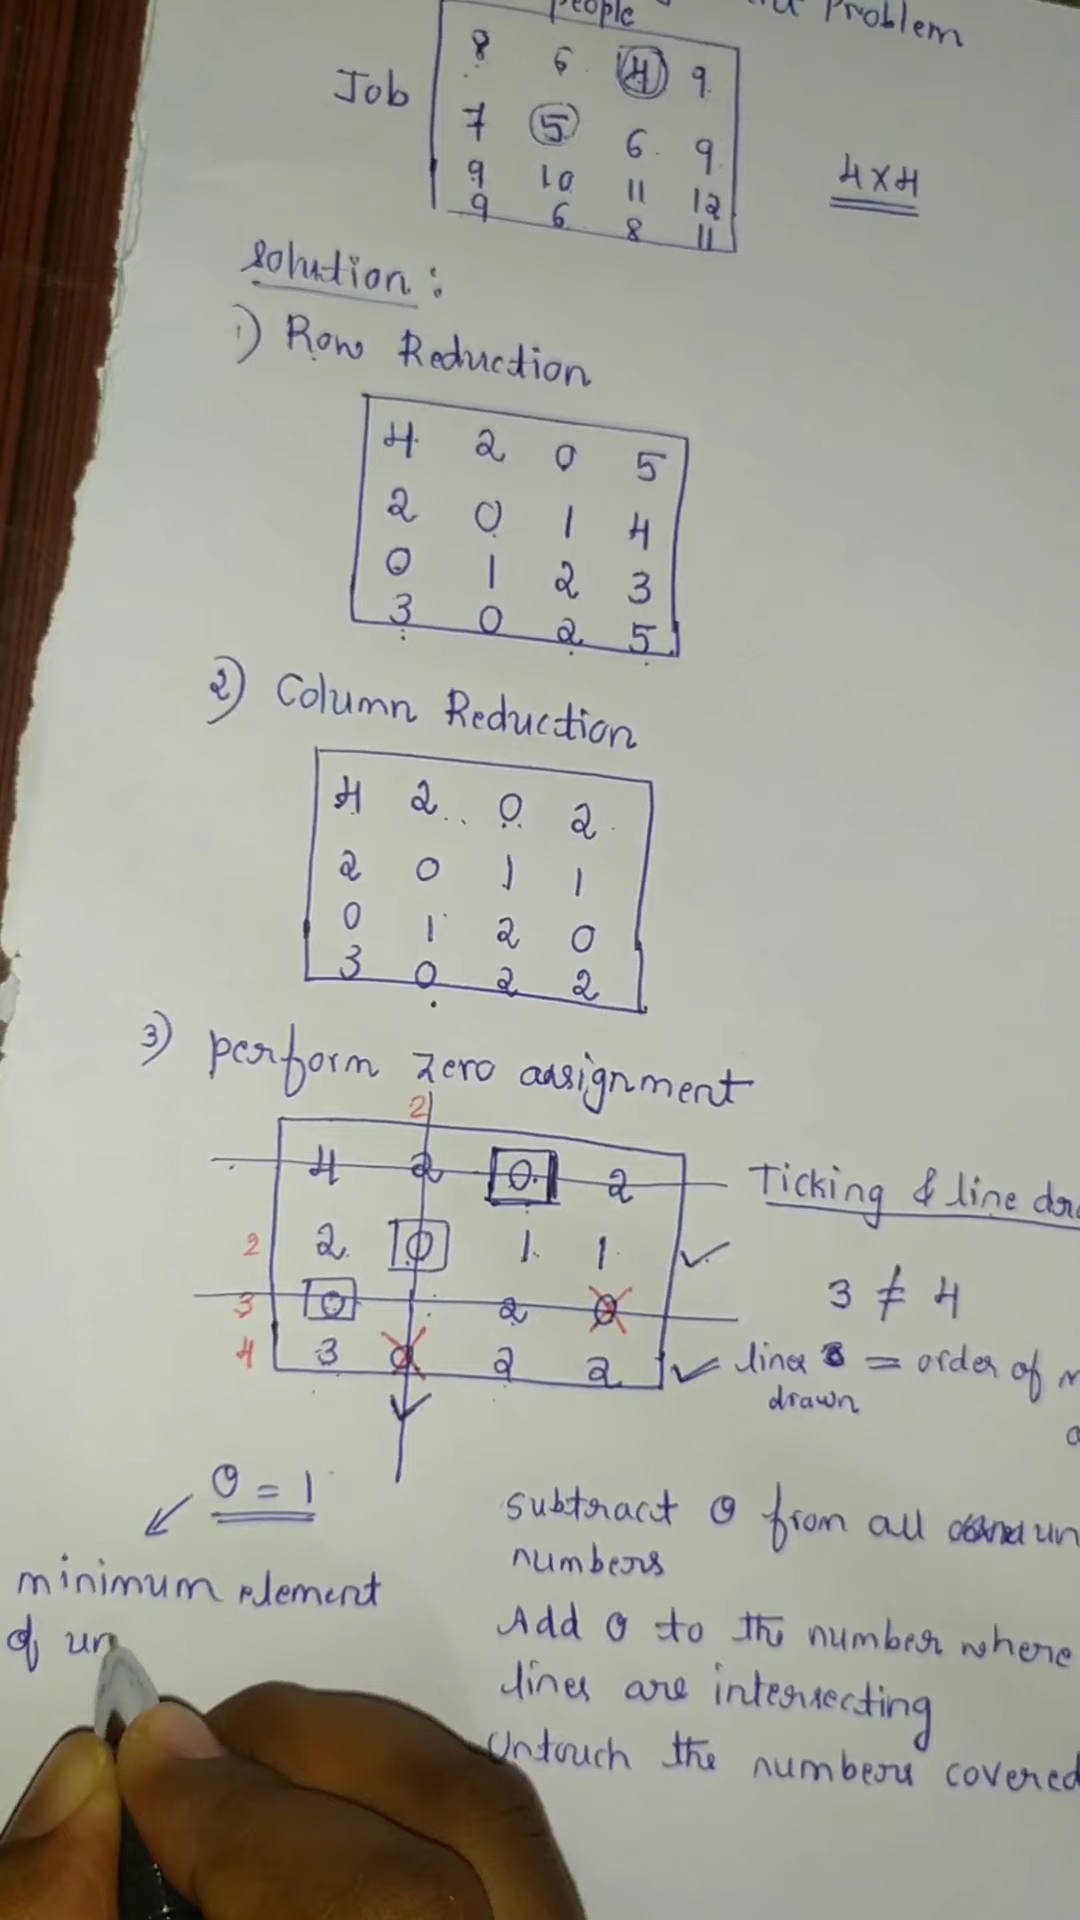 people
Problem
Job
8 6 4 9
7 5 6 9
9 10 11 12
9 6 8 11
4 x 4
solution :
1) Row Reduction
4 2 0 5
2 0 1 4
0 1 2 3
3 0 2 5
2) Column Reduction
4 2 0 2
2 0 1 1
0 1 2 0
3 0 2 2
3) perform zero assignment
2
4 2 0 2
2 2 0 1 1 ✓
3 0 2 0
4 3 0 2 2 ✓
Ticking & line
3 ≠ 4
lines = order of
drawn
θ = 1
minimum element
of un
subtract θ from all un
numbers
Add θ to the number where
lines are intersecting
Untouch the numbers covered